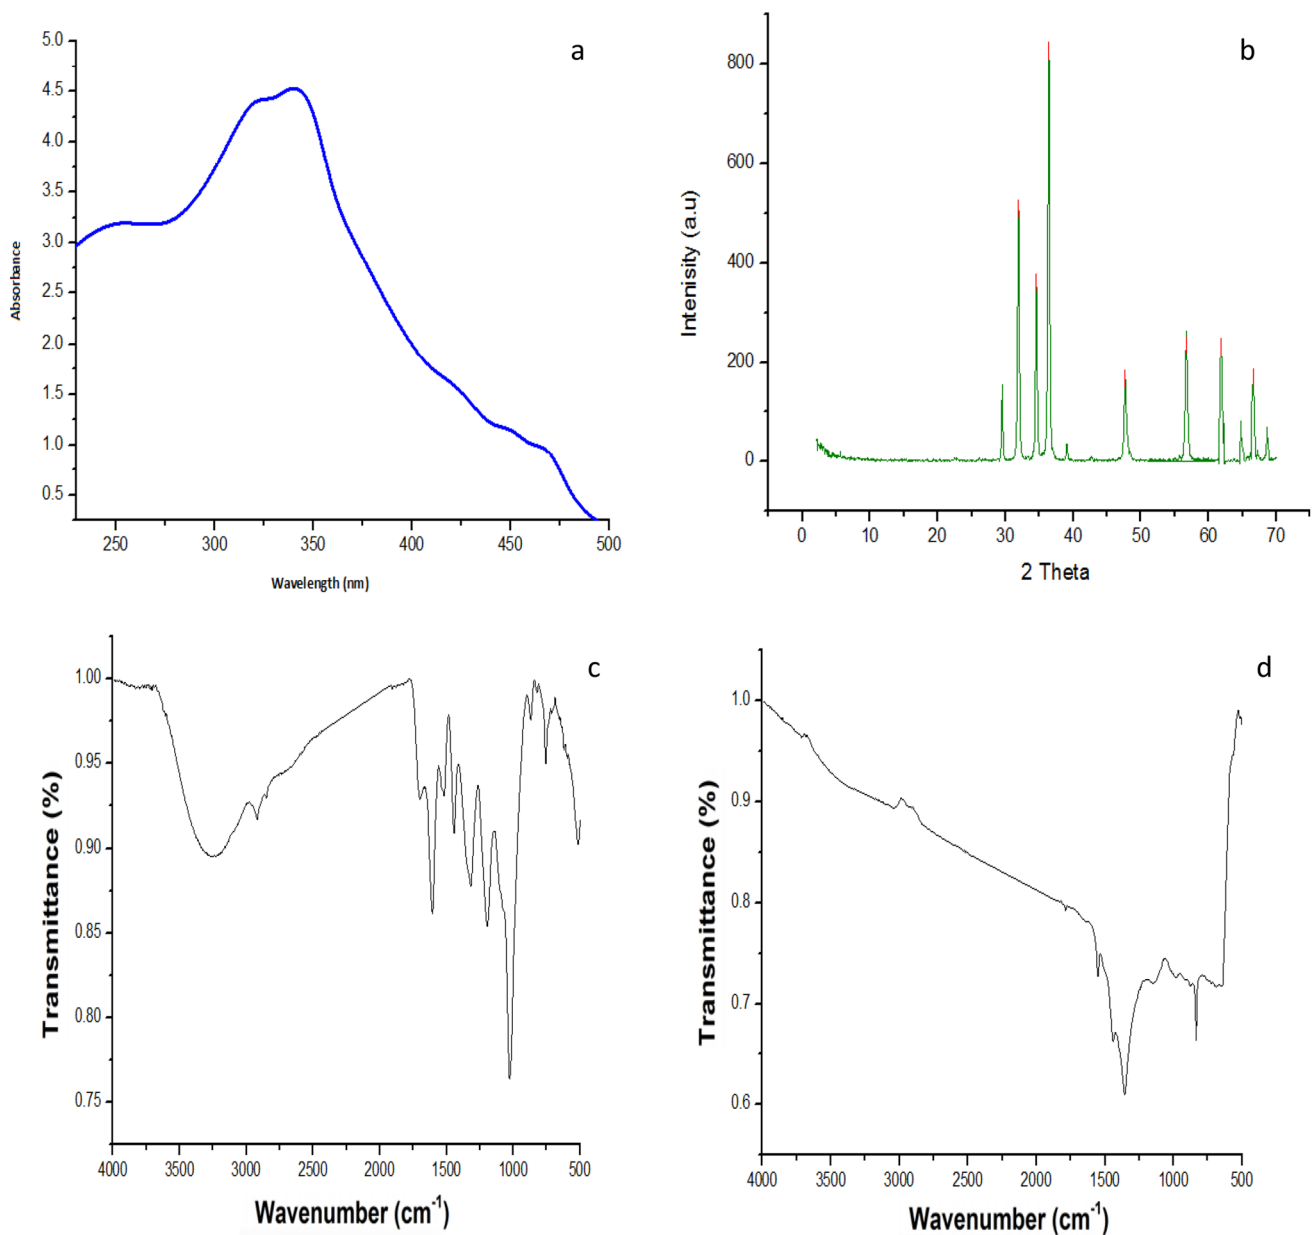 a
5.0
4.5
4.0
3.5
3.0
2.5
2.0
1.5
1.0
0.5
Absorbance
250 300 350 400 450 500
Wavelength (nm)
b
800
600
400
200
0
Intenisity (a.u)
0 10 20 30 40 50 60 70
2 Theta
c
1.00
0.95
0.90
0.85
0.80
0.75
Transmittance (%)
4000 3500 3000 2500 2000 1500 1000 500
Wavenumber (cm-1)
d
1.0
0.9
0.8
0.7
0.6
Transmittance (%)
4000 3500 3000 2500 2000 1500 1000 500
Wavenumber (cm-1)